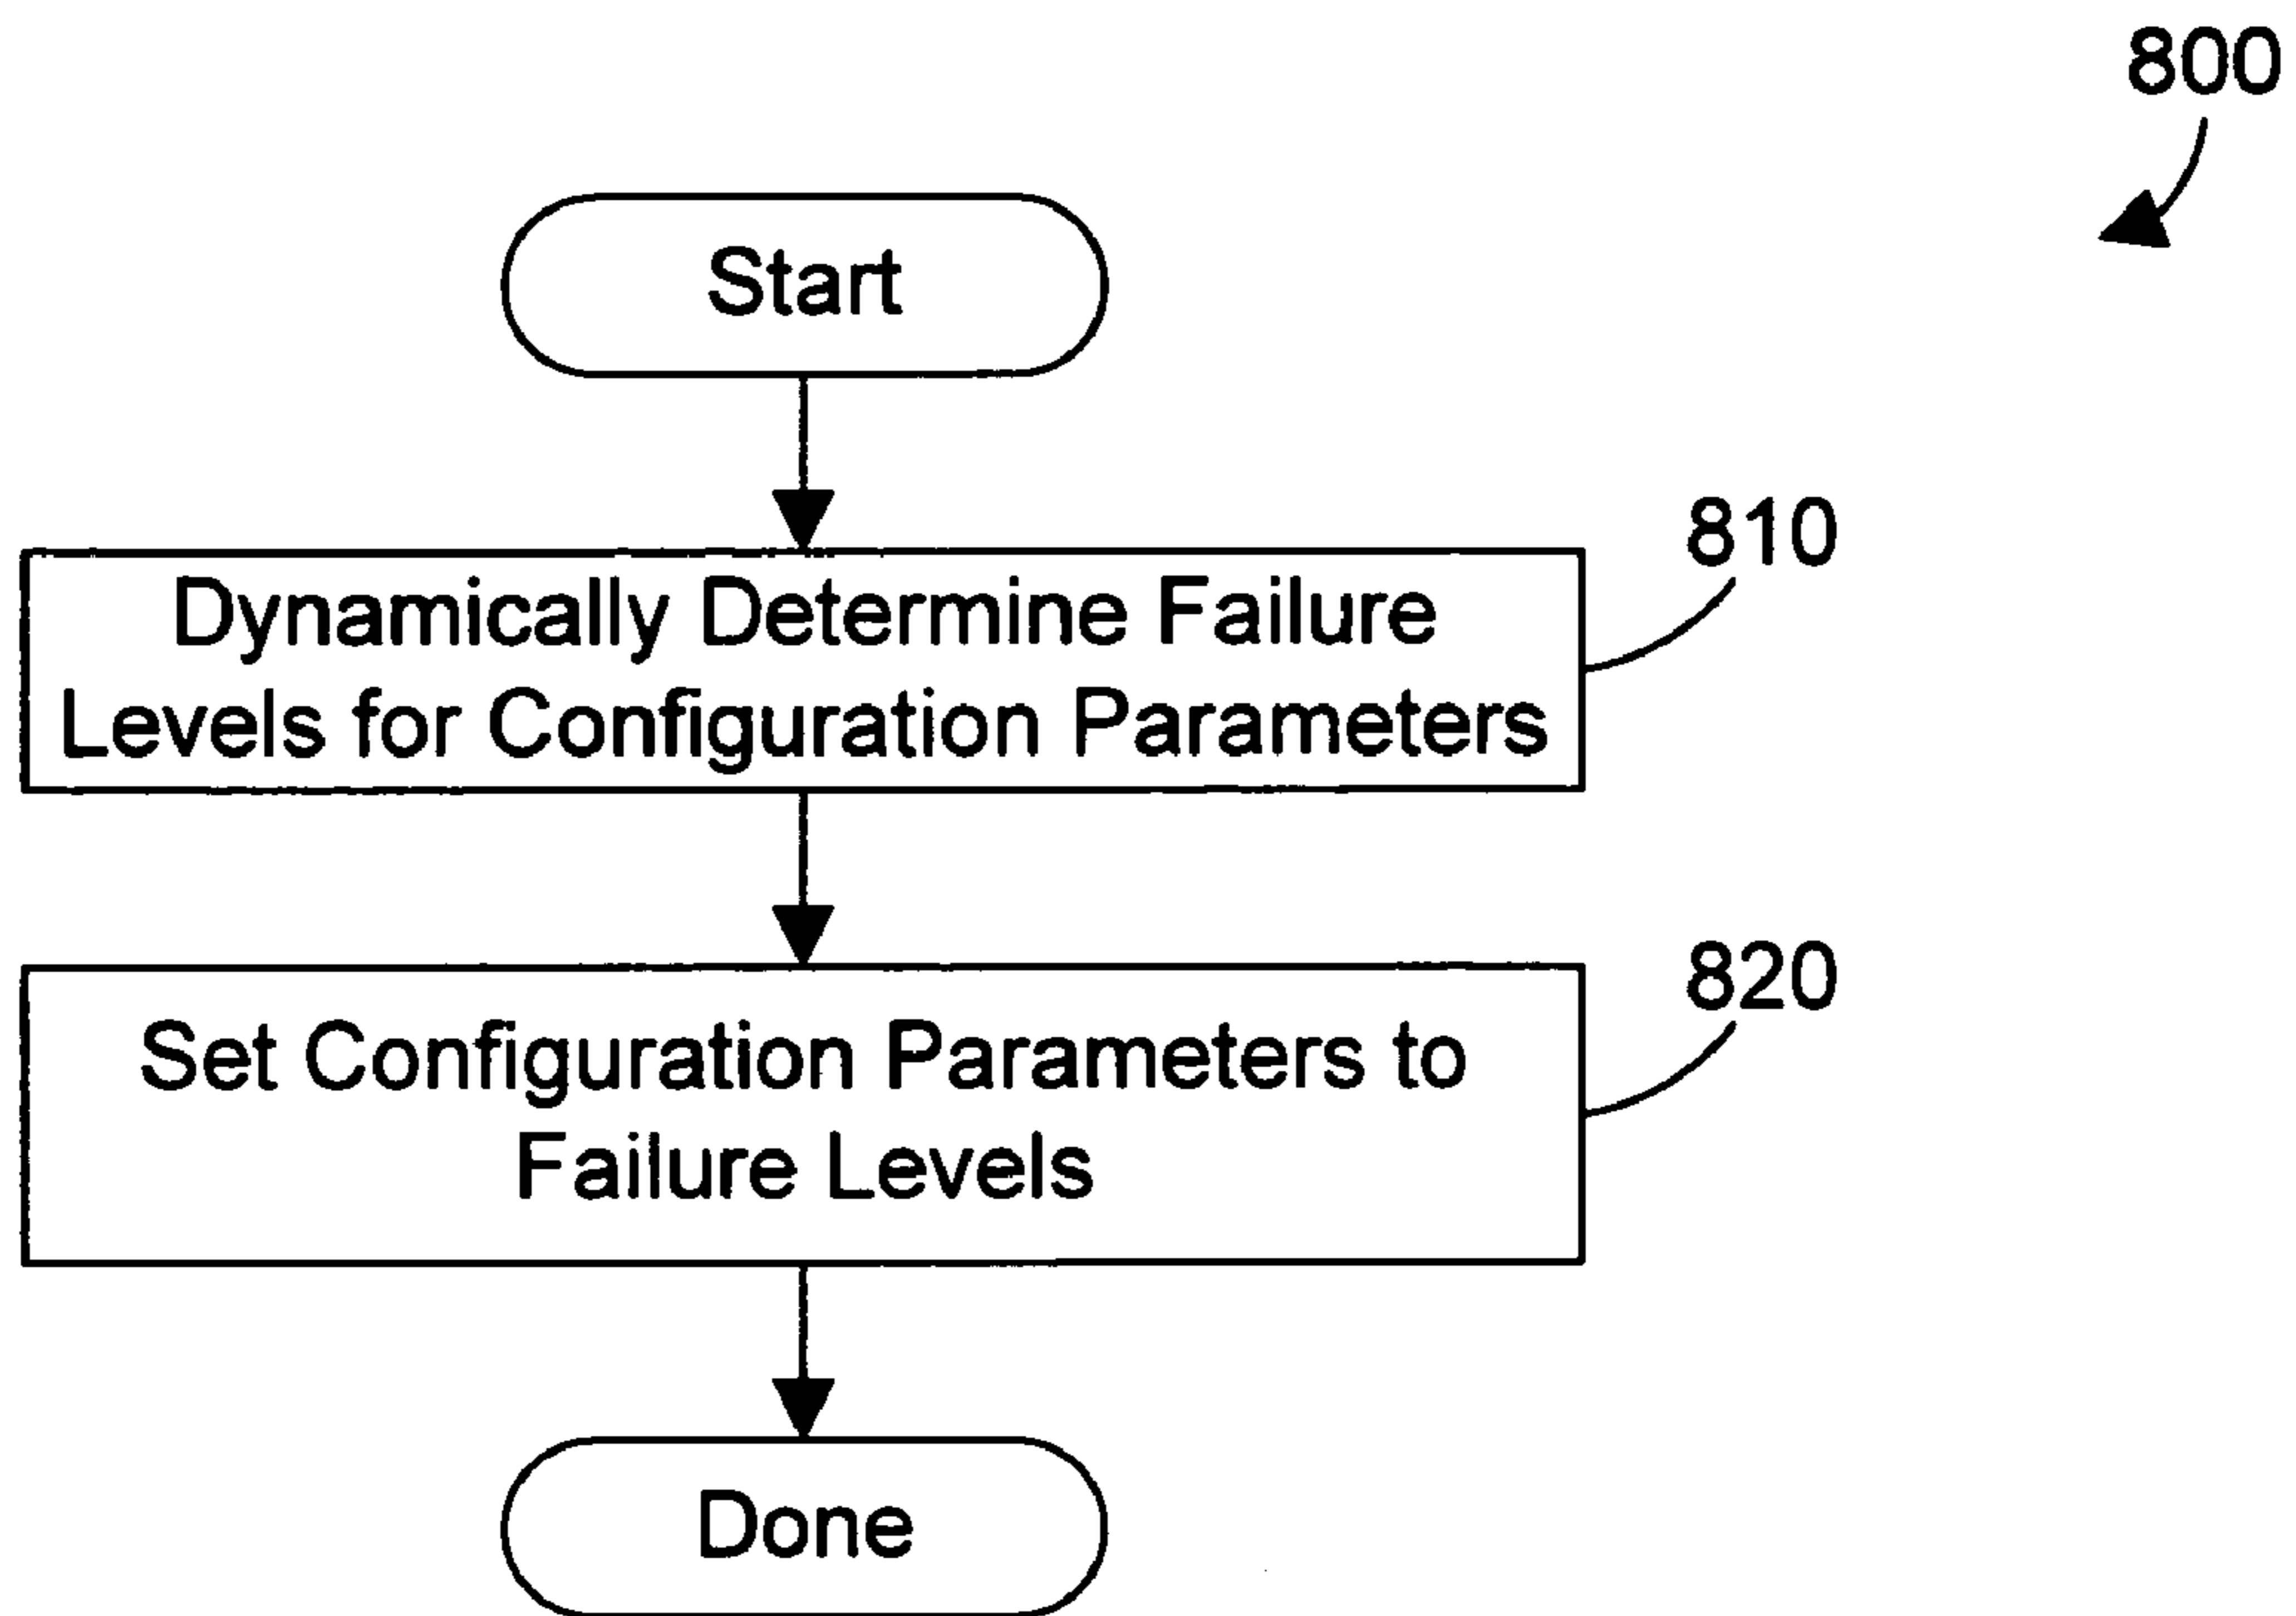 800
Start
810
Dynamically Determine Failure
Levels for Configuration Parameters
820
Set Configuration Parameters to
Failure Levels
Done